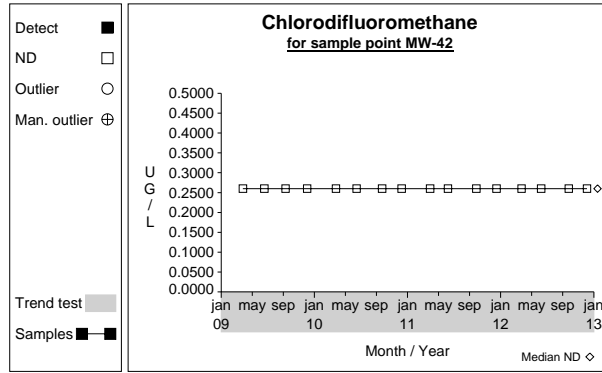 Detect
ND
Outlier
Man. outlier
Trend test
Samples
Chlorodifluoromethane
for sample point MW-42
U
G
/
L
0.5000
0.4500
0.4000
0.3500
0.3000
0.2500
0.2000
0.1500
0.1000
0.0500
0.0000
jan may sep jan may sep jan may sep jan may sep jan
09 10 11 12 13
Month / Year
Median ND